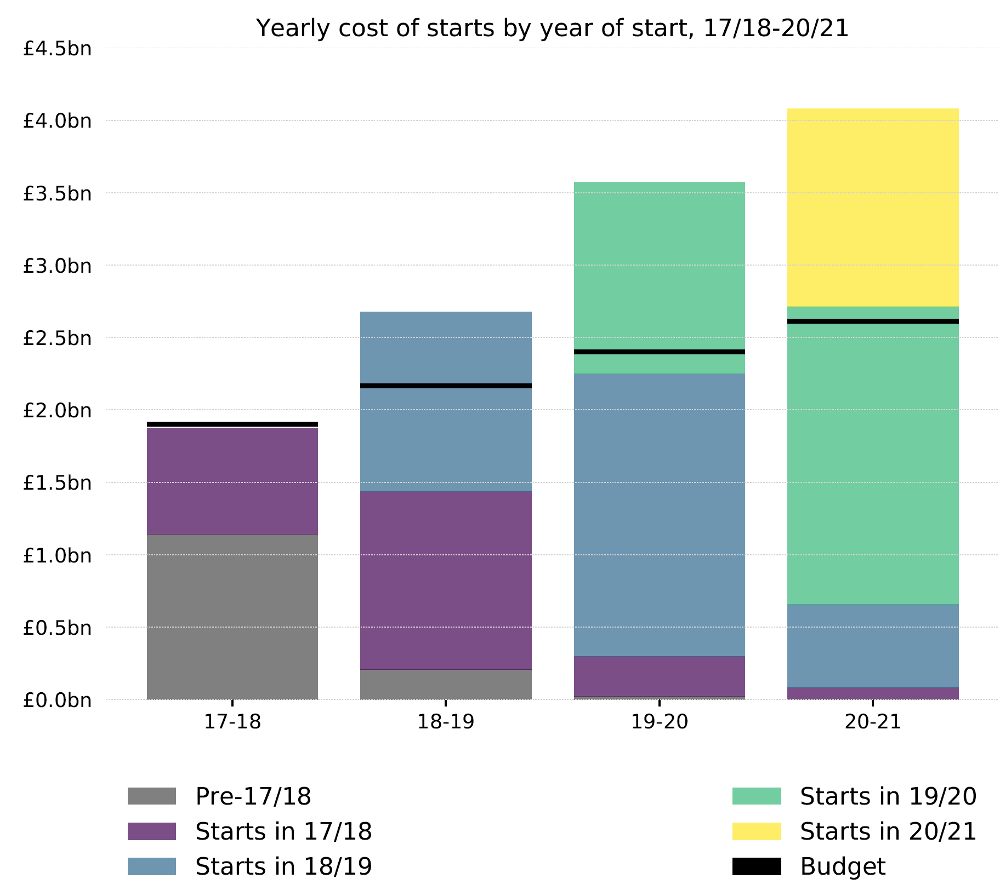 Yearly cost of starts by year of start, 17/18-20/21
£4.5bn
£4.0bn
£3.5bn
£3.0bn
£2.5bn
£2.0bn
£1.5bn
£1.0bn
£0.5bn
£0.0bn
17-18 18-19 19-20 20-21
Pre-17/18
Starts in 17/18
Starts in 18/19
Starts in 19/20
Starts in 20/21
Budget